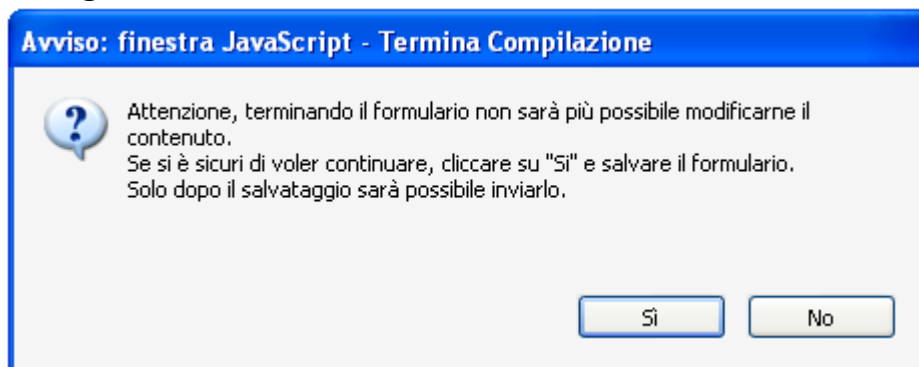 Avviso: finestra JavaScript - Termina Compilazione
Attenzione, terminando il formulario non sarà più possibile modificarne il
contenuto.
Se si è sicuri di voler continuare, cliccare su "Si" e salvare il formulario.
Solo dopo il salvataggio sarà possibile inviarlo.
Sì
No